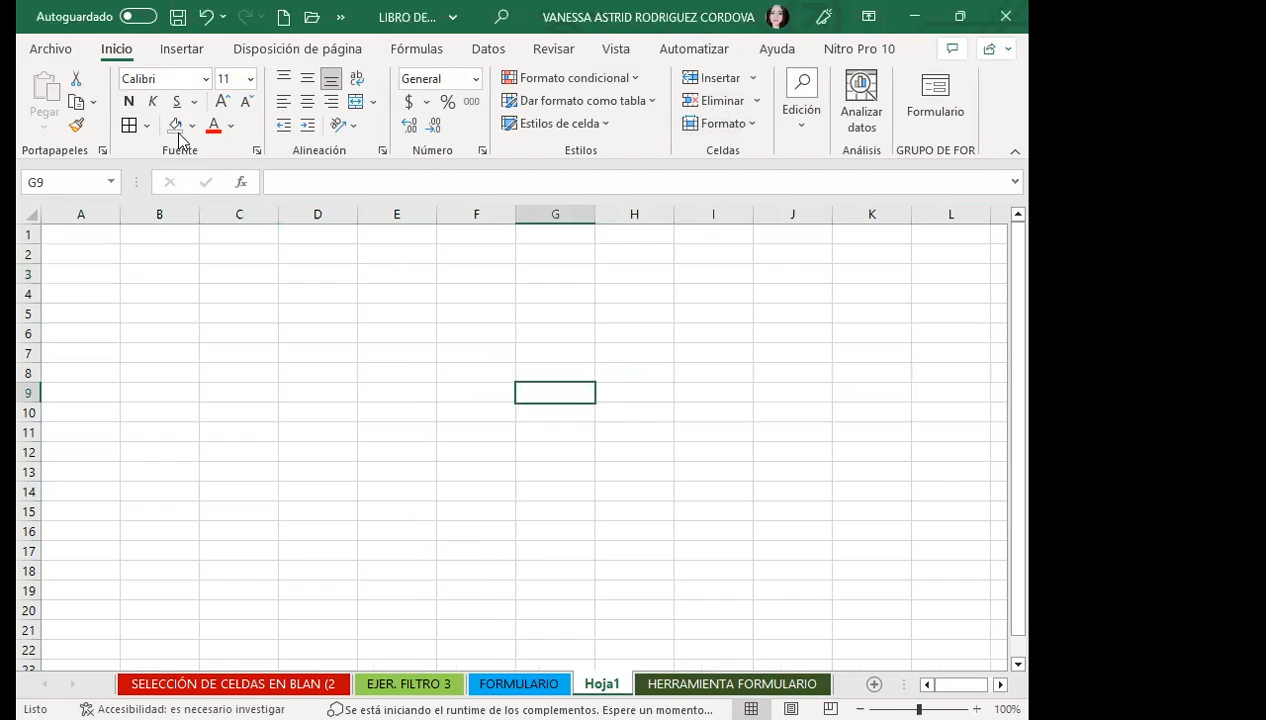 Autoguardado LIBRO DE... VANESSA ASTRID RODRIGUEZ CORDOVA
Archivo Inicio Insertar Disposición de página Fórmulas Datos Revisar Vista Automatizar Ayuda Nitro Pro 10
Pegar
Portapapeles
Calibri 11
N K S A A
A
Fuente
ab
Alineación
General
$ % 000
Número
Formato condicional
Dar formato como tabla
Estilos de celda
Estilos
Insertar
Eliminar
Formato
Celdas
Edición
Analizar
datos
Análisis
Formulario
GRUPO DE FOR
G9 fx
A B C D E F G H I J K L
1
2
3
4
5
6
7
8
9
10
11
12
13
14
15
16
17
18
19
20
21
22
23
SELECCIÓN DE CELDAS EN BLAN (2 EJER. FILTRO 3 FORMULARIO Hoja1 HERRAMIENTA FORMULARIO
Listo Accesibilidad: es necesario investigar Se está iniciando el runtime de los complementos. Espere un momento... 100%